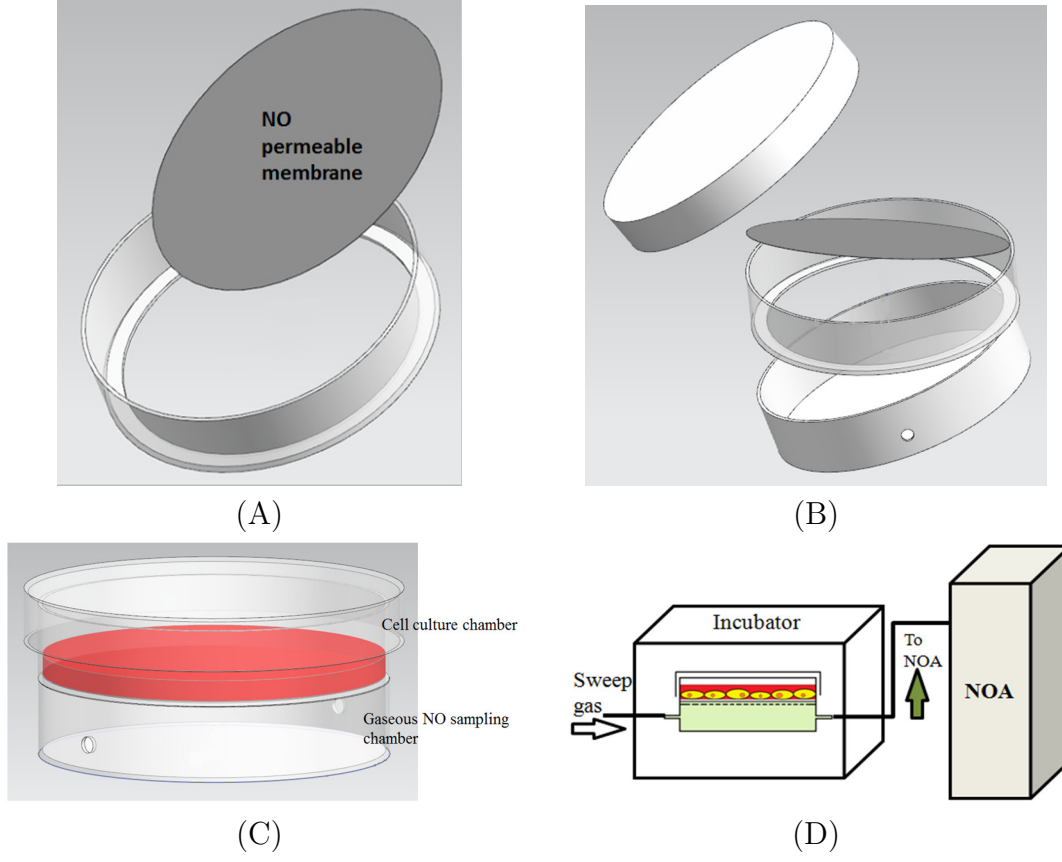 NO
permeable
membrane
(A)
(B)
Cell culture chamber
Gaseous NO sampling
chamber
(C)
Incubator
Sweep
gas
To
NOA
NOA
(D)